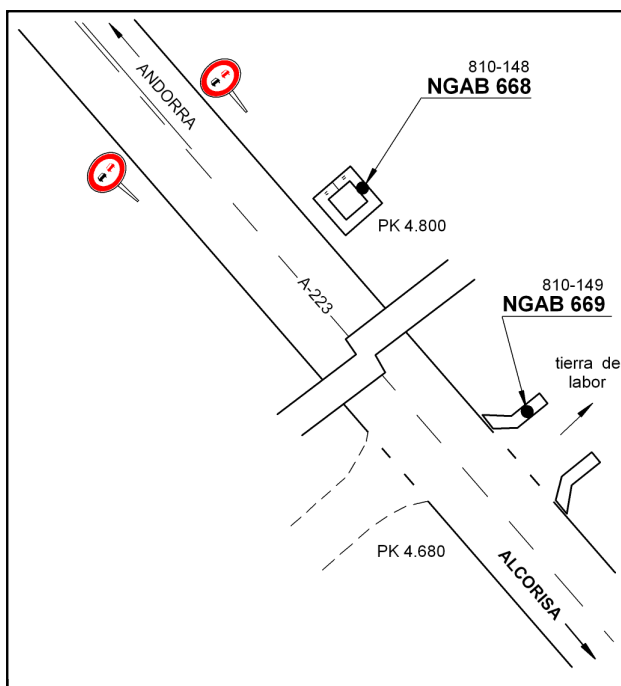 810-148
NGAB 668
ANDORRA
PK 4.800
A-223
810-149
NGAB 669
tierra de
labor
PK 4.680
ALCORISA